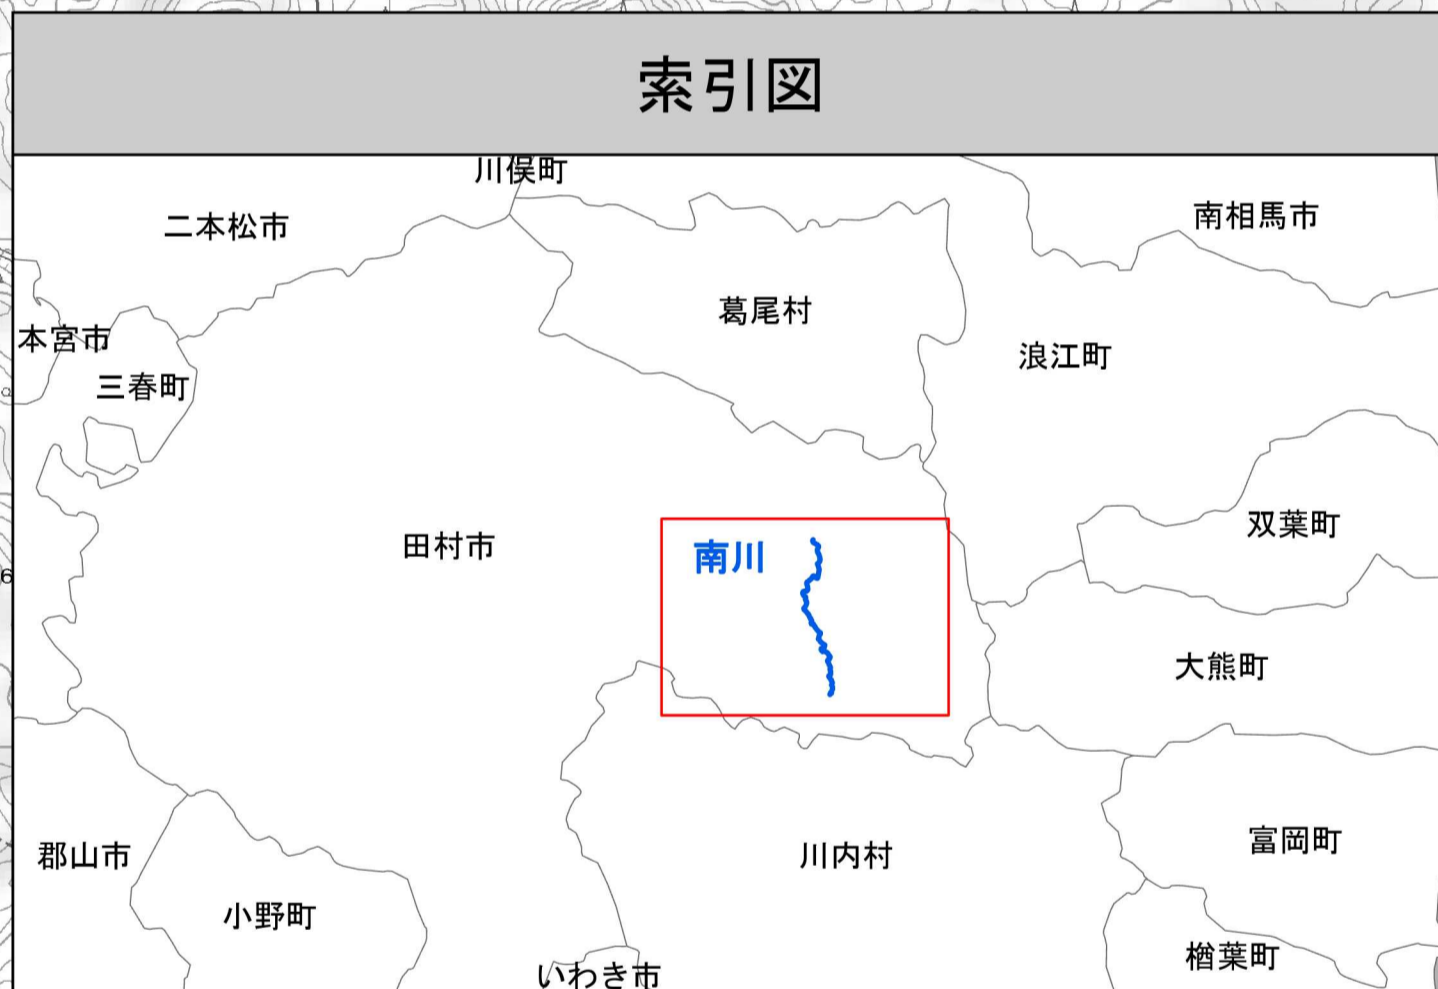 索引図
川俣町
二本松市
南相馬市
葛尾村
本宮市
浪江町
三春町
双葉町
田村市
南川
6
大熊町
富岡町
郡山市
川内村
小野町
楢葉町
いわき市